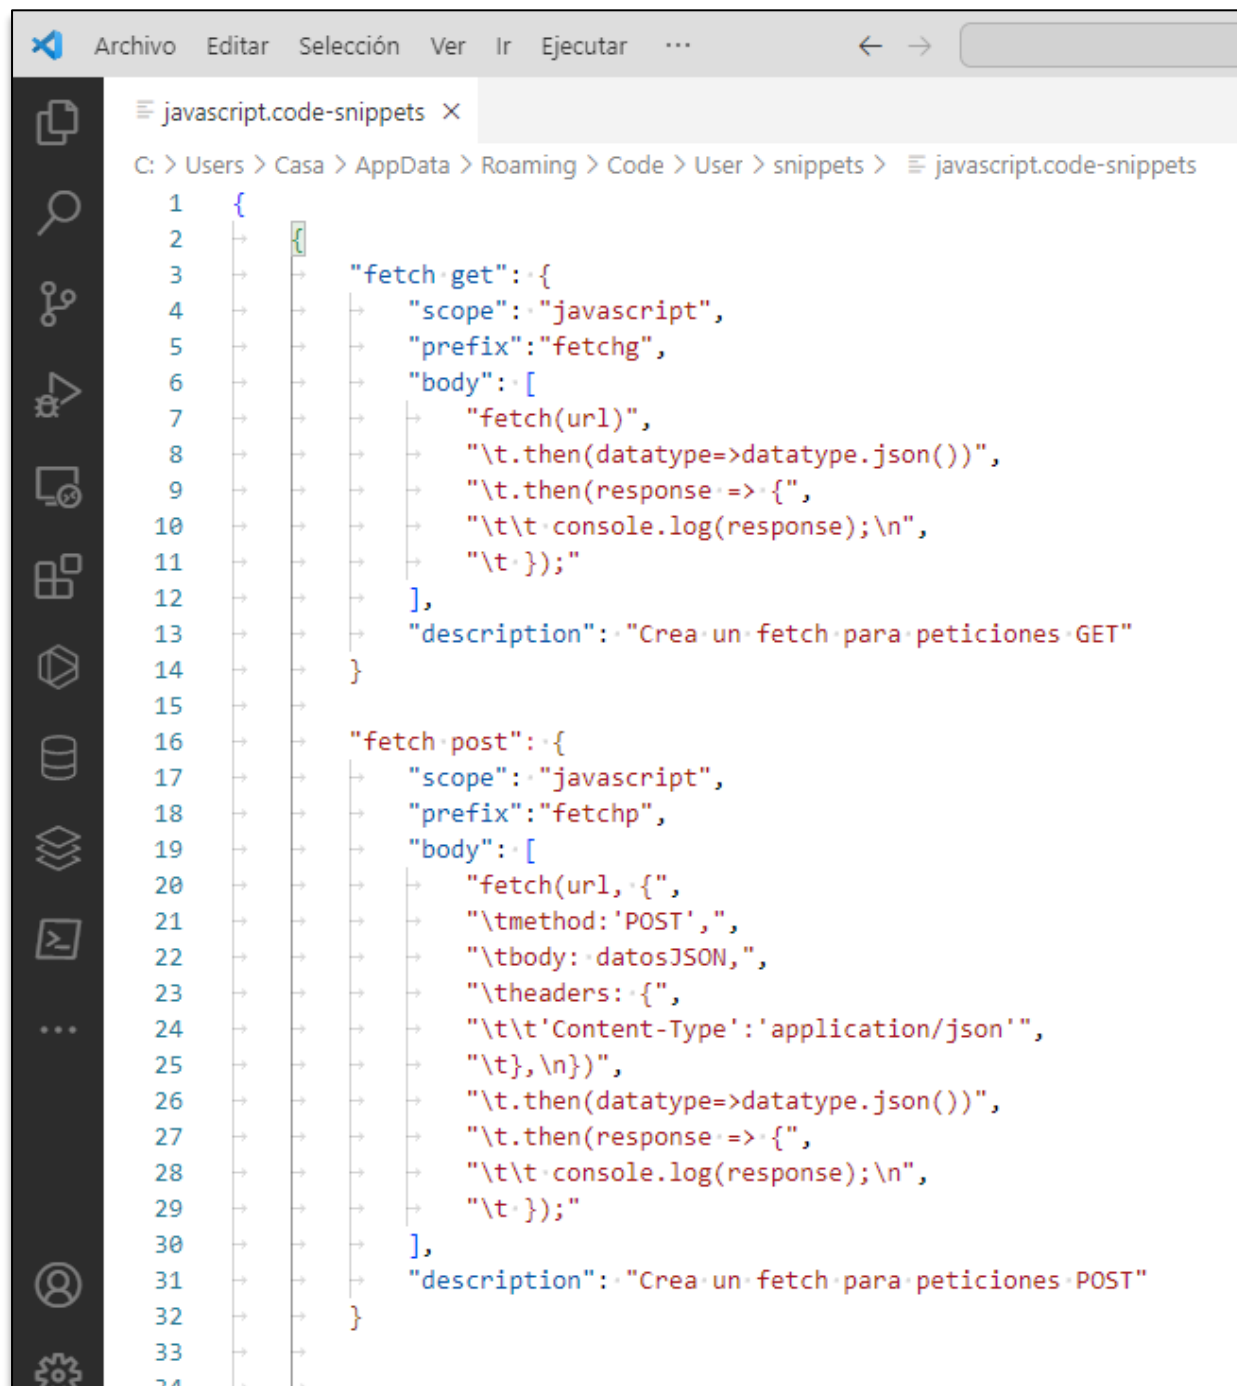 Archivo Editar Selección Ver Ir Ejecutar ···
javascript.code-snippets ×
C: > Users > Casa > AppData > Roaming > Code > User > snippets > javascript.code-snippets
1 {
2 {
3 "fetch get": {
4 "scope": "javascript",
5 "prefix":"fetchg",
6 "body": [
7 "fetch(url)",
8 "\t.then(datatype=>datatype.json())",
9 "\t.then(response => {",
10 "\t\t console.log(response);\n",
11 "\t });"
12 ],
13 "description": "Crea un fetch para peticiones GET"
14 }
15
16 "fetch post": {
17 "scope": "javascript",
18 "prefix":"fetchp",
19 "body": [
20 "fetch(url, {",
21 "\tmethod:'POST',",
22 "\tbody: datosJSON,",
23 "\theaders: {",
24 "\t\t'Content-Type':'application/json'",
25 "\t},\n})",
26 "\t.then(datatype=>datatype.json())",
27 "\t.then(response => {",
28 "\t\t console.log(response);\n",
29 "\t });"
30 ],
31 "description": "Crea un fetch para peticiones POST"
32 }
33
34